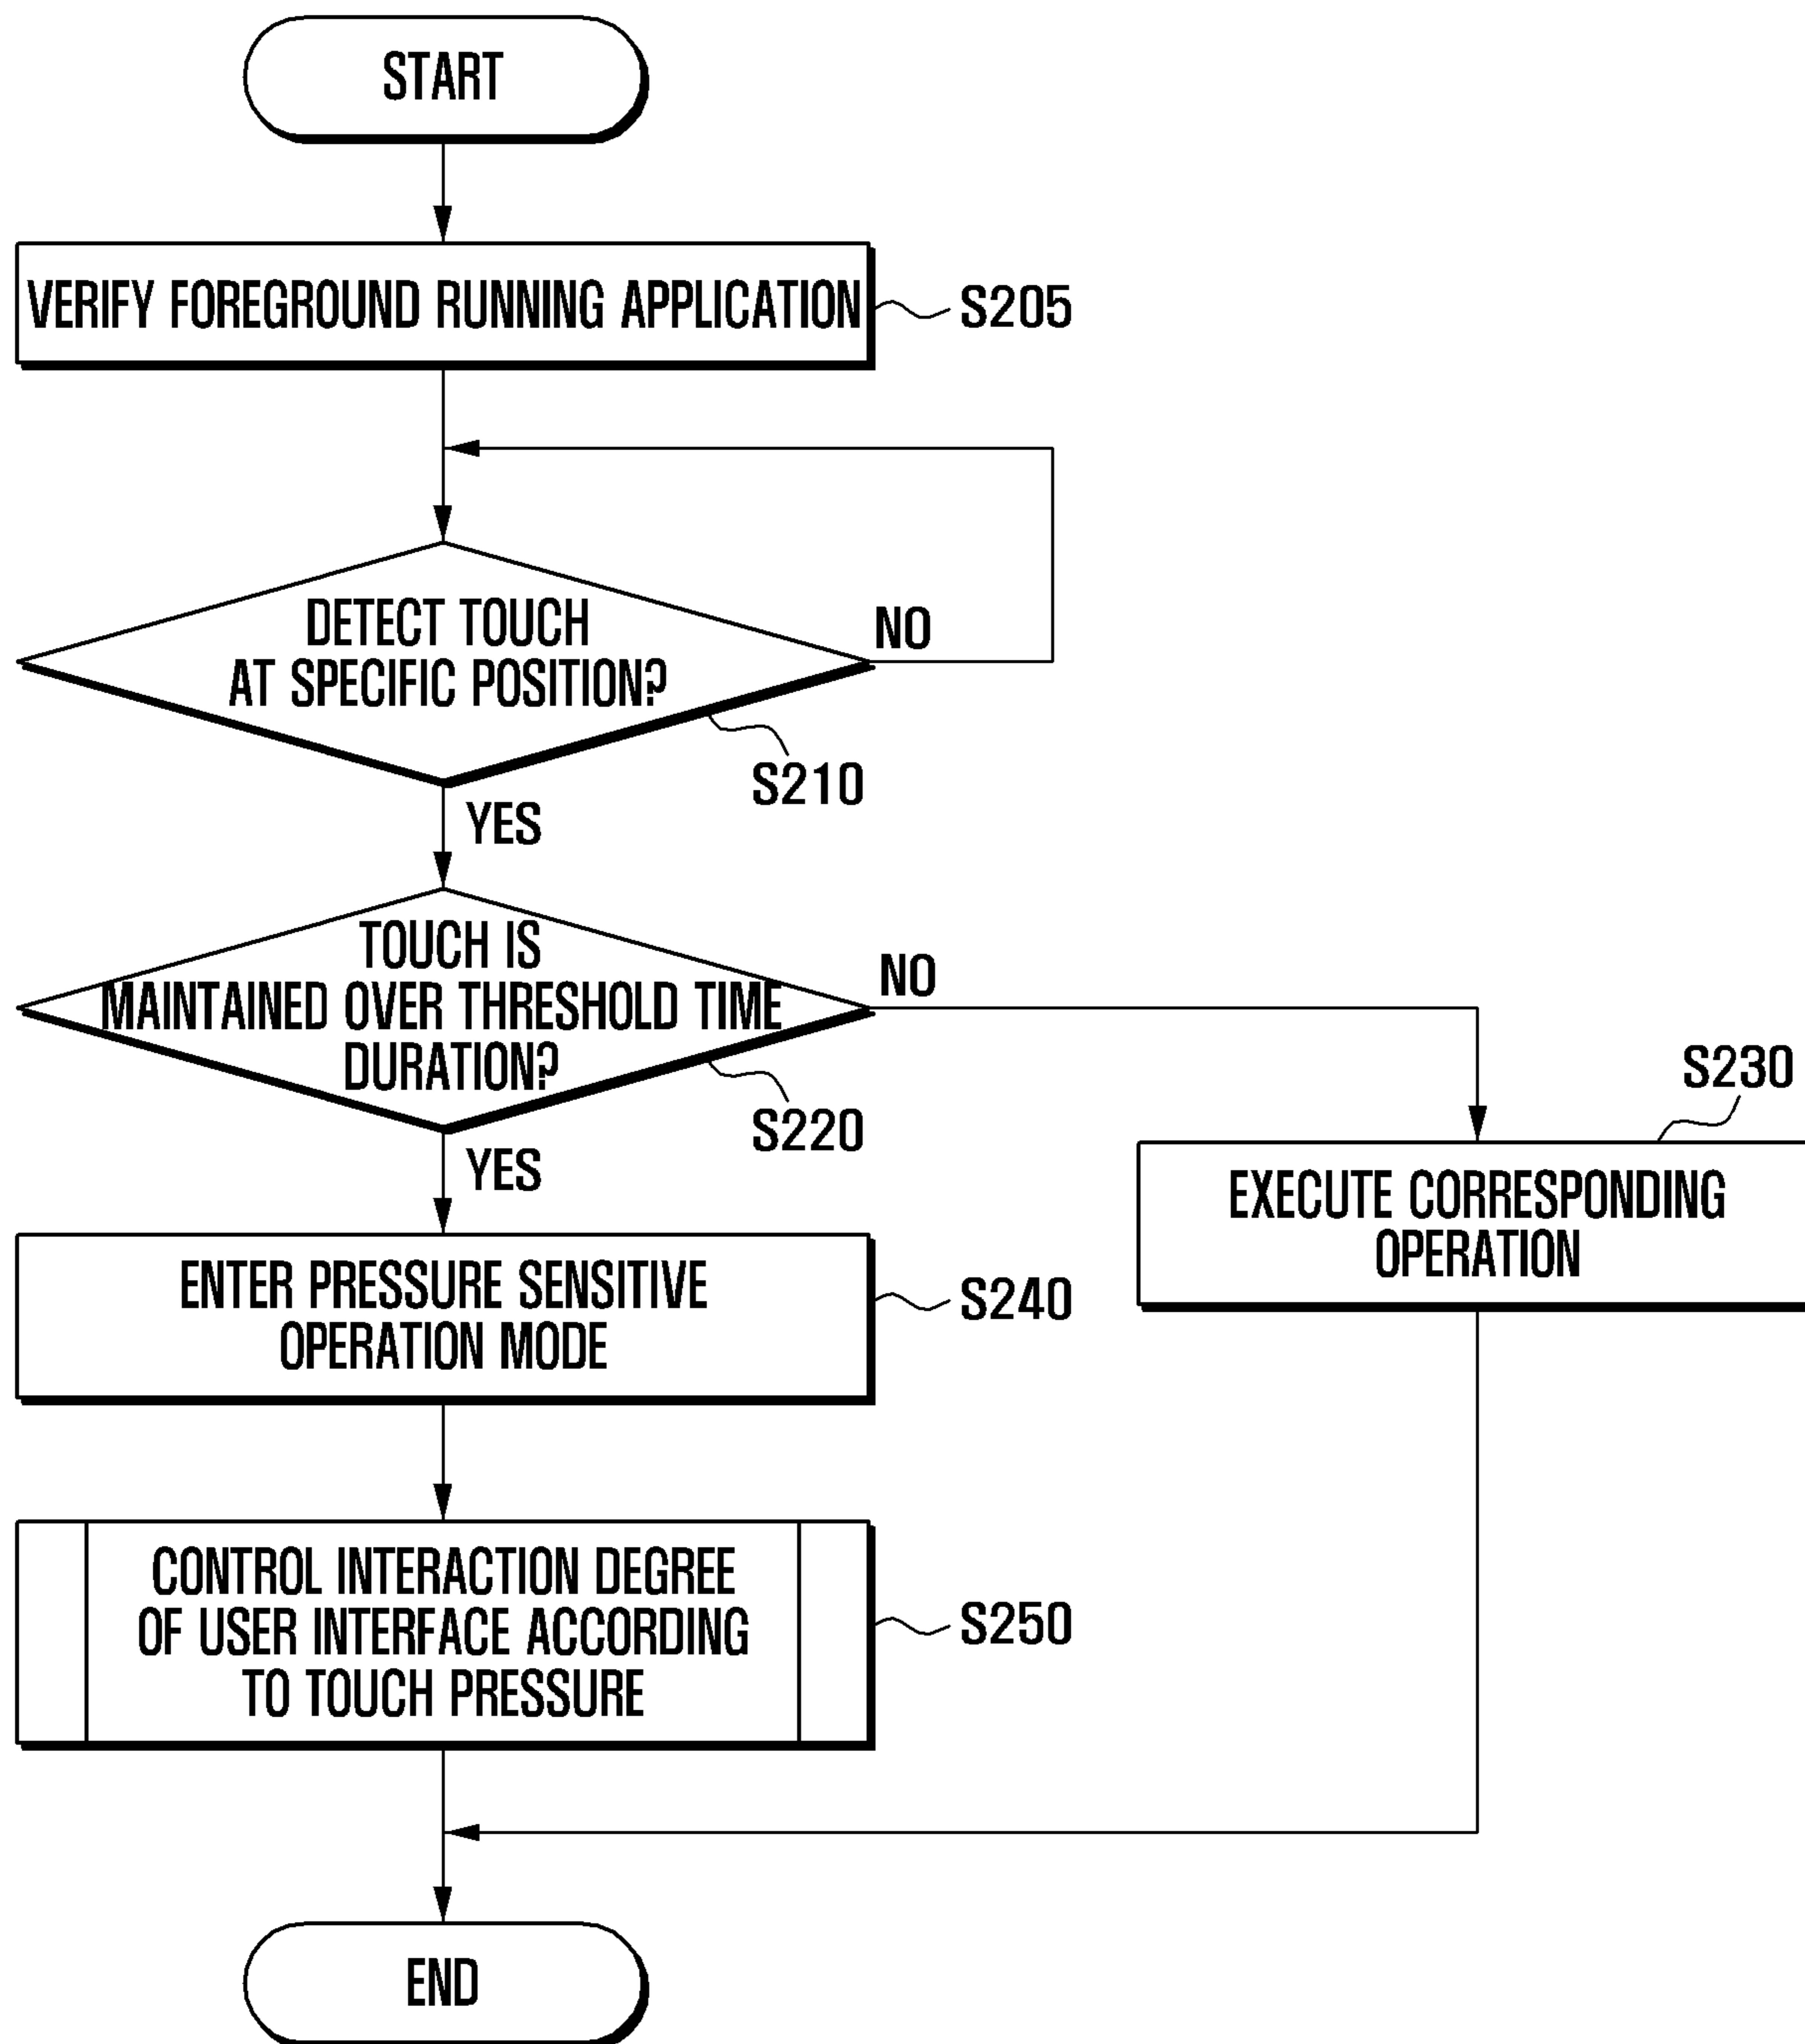 START
VERIFY FOREGROUND RUNNING APPLICATION
S205
DETECT TOUCH
AT SPECIFIC POSITION?
NO
S210
YES
TOUCH IS
MAINTAINED OVER THRESHOLD TIME
DURATION?
NO
S220
YES
S230
EXECUTE CORRESPONDING
OPERATION
ENTER PRESSURE SENSITIVE
OPERATION MODE
S240
CONTROL INTERACTION DEGREE
OF USER INTERFACE ACCORDING
TO TOUCH PRESSURE
S250
END